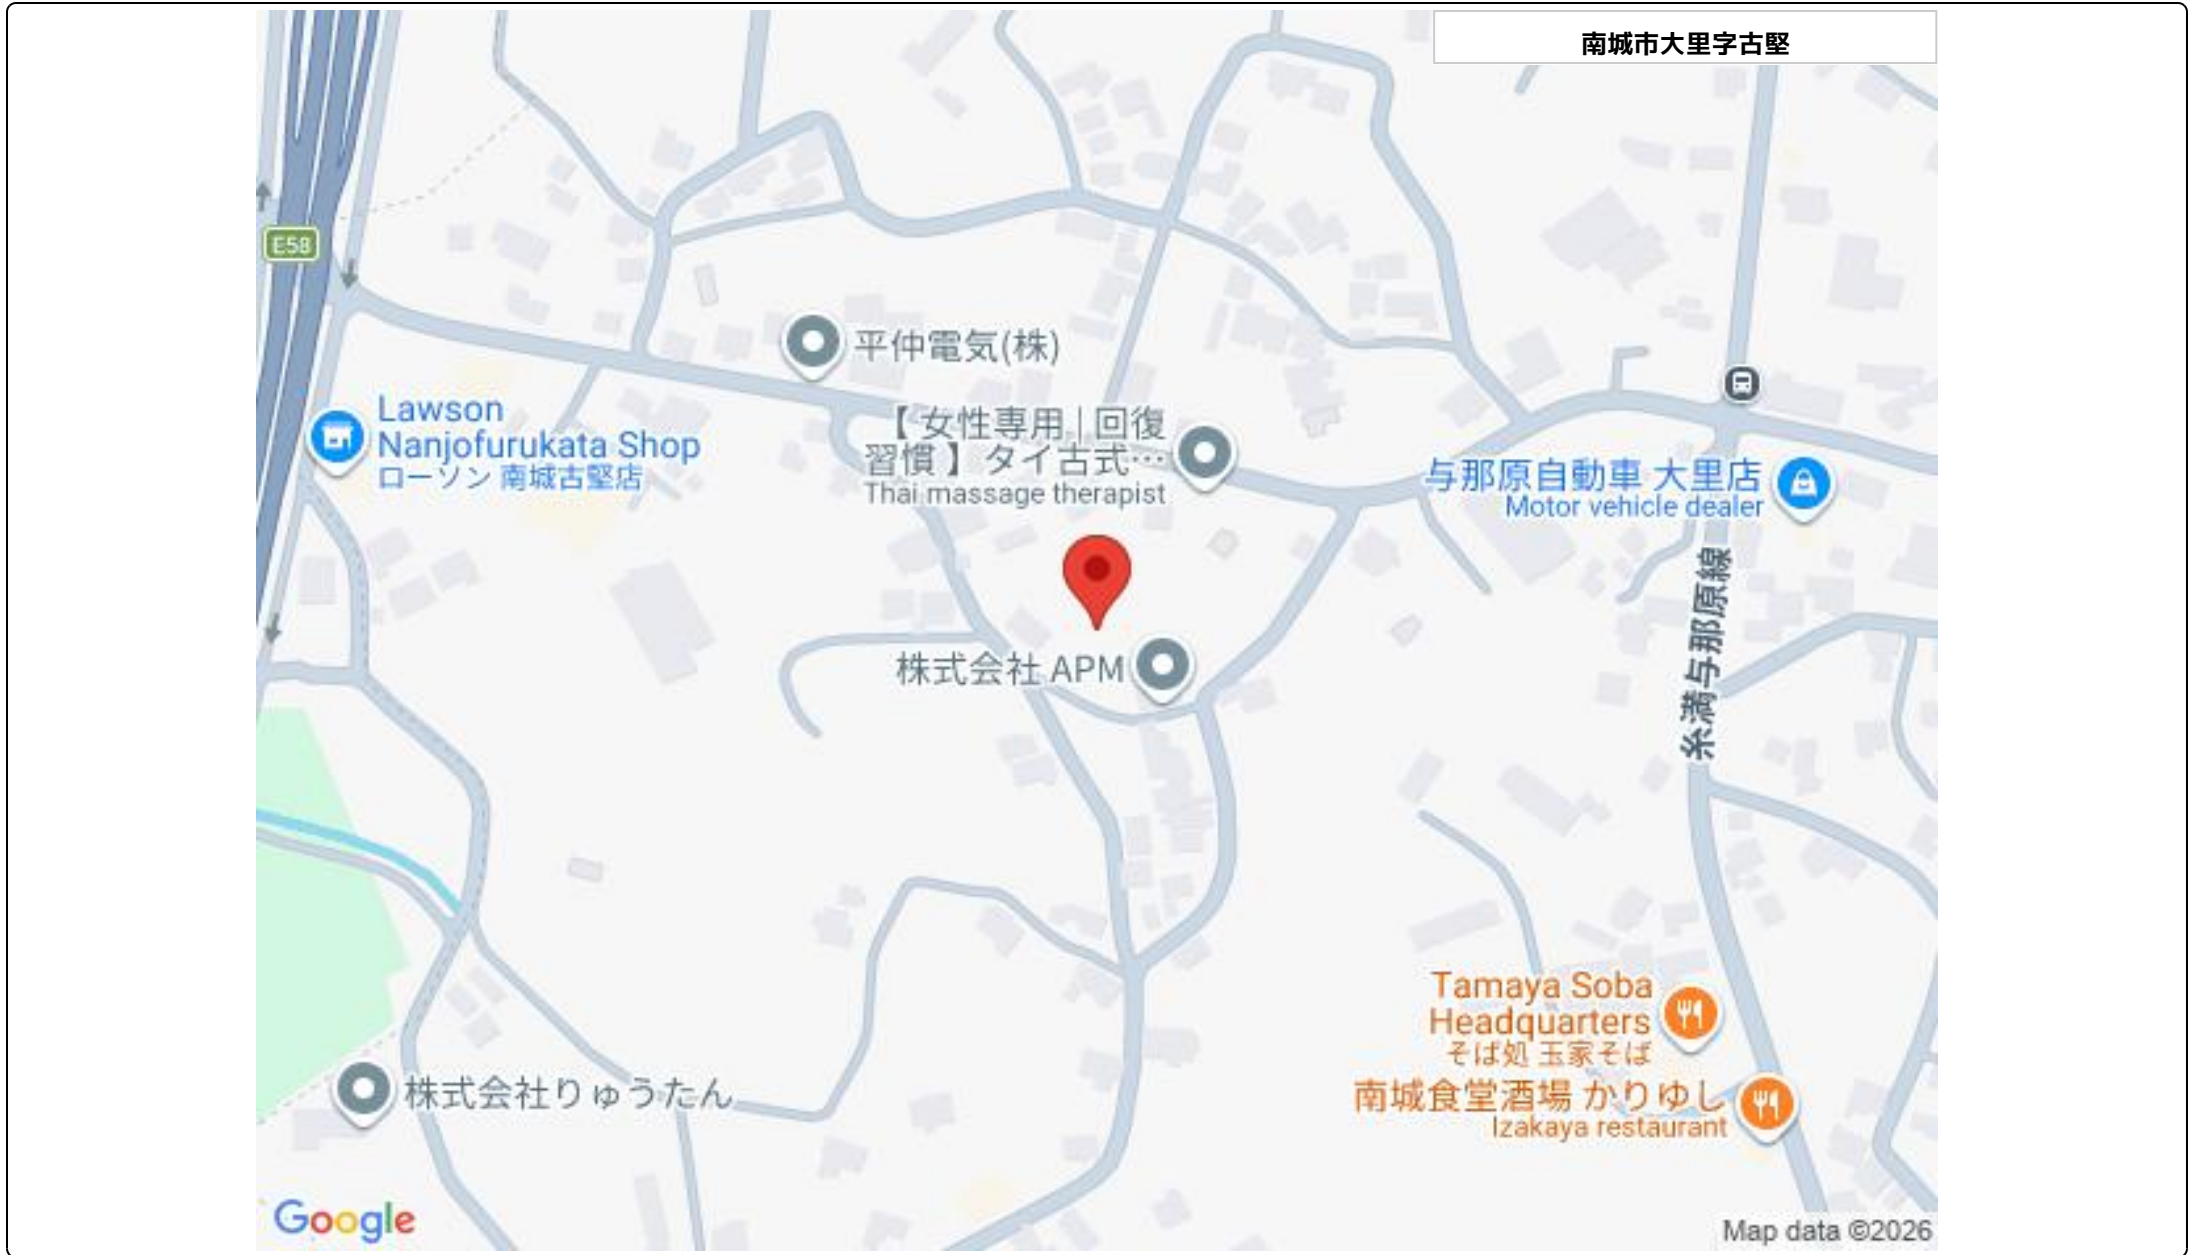 南城市大里字古堅
E58
平仲電気(株)
Lawson
Nanjofurukata Shop
ローソン 南城古堅店
【 女性専用 | 回復
習慣 】 タイ古式…
Thai massage therapist
与那原自動車 大里店
Motor vehicle dealer
糸満与那原線
株式会社 APM
Tamaya Soba
Headquarters
そば処 玉家そば
南城食堂酒場 かりゆし
Izakaya restaurant
株式会社りゅうたん
Google
Map data ©2026